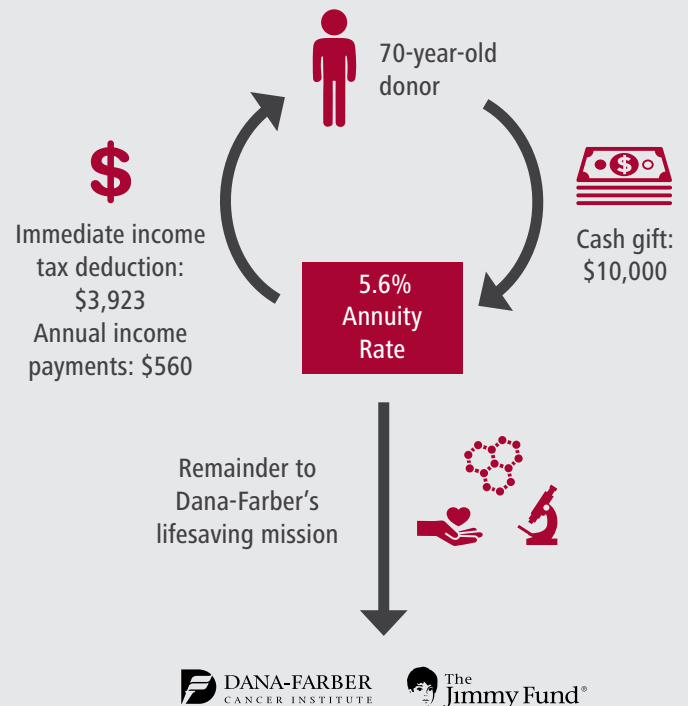 70-year-old
donor
$
Immediate income
tax deduction:
$3,923
Annual income
payments: $560
$
Cash gift:
$10,000
5.6%
Annuity
Rate
Remainder to
Dana-Farber’s
lifesaving mission
DANA-FARBER
CANCER INSTITUTE
The
Jimmy Fund®